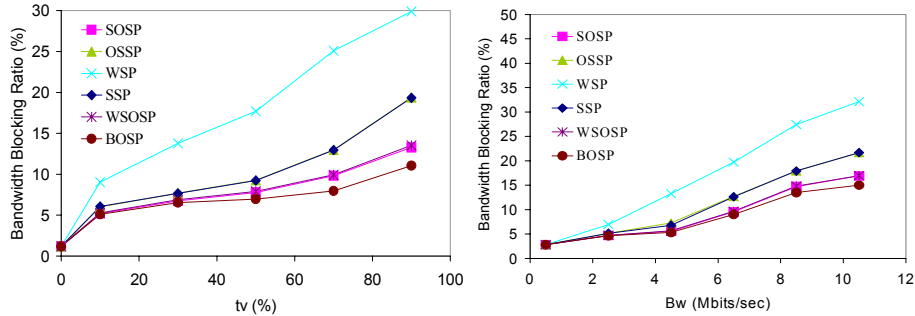 Bandwidth Blocking Ratio (%)
30
25
20
15
10
5
0
SOSP
OSSP
WSP
SSP
WSOSP
BOSP
0 20 40 60 80 100
tv (%)
Bandwidth Blocking Ratio (%)
50
45
40
35
30
25
20
15
10
5
0
SOSP
OSSP
WSP
SSP
WSOSP
BOSP
0 2 4 6 8 10 12
Bw (Mbits/sec)